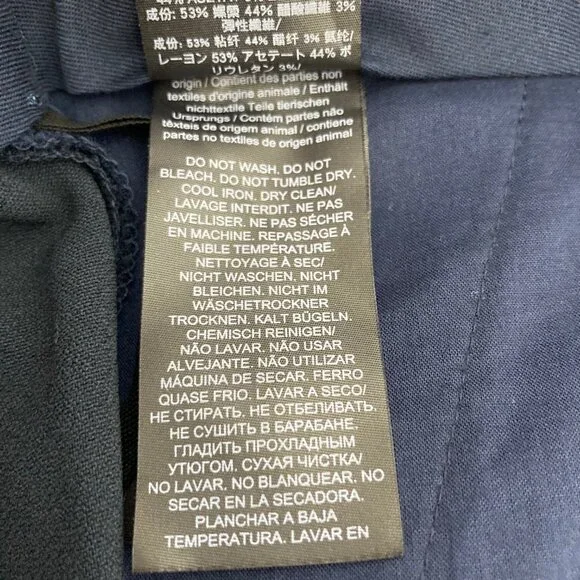 成份: 53% 嫘縈 44% 醋酸纖維 3%
彈性纖維/
成份: 53% 粘纤 44% 醋纤 3% 氨纶/
レーヨン 53% アセテート 44% ポ
リウレタン 3%/
origin / Contient des parties non
textiles d'origine animale / Enthält
nichttextile Teile tierischen
Ursprungs / Contém partes não
têxteis de origem animal / contiene
partes no textiles de origen animal
DO NOT WASH. DO NOT
BLEACH. DO NOT TUMBLE DRY.
COOL IRON. DRY CLEAN/
LAVAGE INTERDIT. NE PAS
JAVELLISER. NE PAS SÉCHER
EN MACHINE. REPASSAGE À
FAIBLE TEMPÉRATURE.
NETTOYAGE À SEC/
NICHT WASCHEN. NICHT
BLEICHEN. NICHT IM
WÄSCHETROCKNER
TROCKNEN. KALT BÜGELN.
CHEMISCH REINIGEN/
NÃO LAVAR. NÃO USAR
ALVEJANTE. NÃO UTILIZAR
MÁQUINA DE SECAR. FERRO
QUASE FRIO. LAVAR A SECO/
НЕ СТИРАТЬ. НЕ ОТБЕЛИВАТЬ.
НЕ СУШИТЬ В БАРАБАНЕ.
ГЛАДИТЬ ПРОХЛАДНЫМ
УТЮГОМ. СУХАЯ ЧИСТКА/
NO LAVAR. NO BLANQUEAR. NO
SECAR EN LA SECADORA.
PLANCHAR A BAJA
TEMPERATURA. LAVAR EN